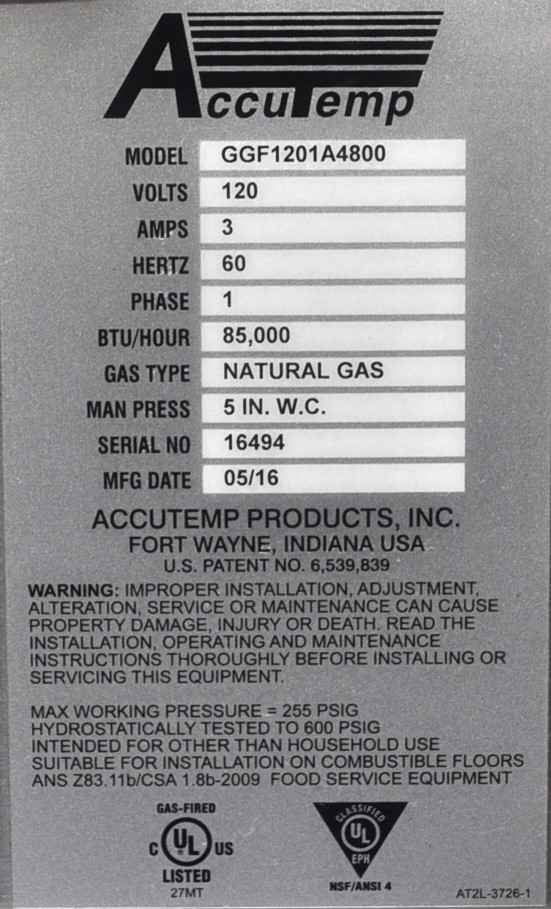 AccuTemp
MODEL GGF1201A4800
VOLTS 120
AMPS 3
HERTZ 60
PHASE 1
BTU/HOUR 85,000
GAS TYPE NATURAL GAS
MAN PRESS 5 IN. W.C.
SERIAL NO 16494
MFG DATE 05/16
ACCUTEMP PRODUCTS, INC.
FORT WAYNE, INDIANA USA
U.S. PATENT NO. 6,539,839
WARNING: IMPROPER INSTALLATION, ADJUSTMENT,
ALTERATION, SERVICE OR MAINTENANCE CAN CAUSE
PROPERTY DAMAGE, INJURY OR DEATH. READ THE
INSTALLATION, OPERATING AND MAINTENANCE
INSTRUCTIONS THOROUGHLY BEFORE INSTALLING OR
SERVICING THIS EQUIPMENT.
MAX WORKING PRESSURE = 255 PSIG
HYDROSTATICALLY TESTED TO 600 PSIG
INTENDED FOR OTHER THAN HOUSEHOLD USE
SUITABLE FOR INSTALLATION ON COMBUSTIBLE FLOORS
ANS Z83.11b/CSA 1.8b-2009 FOOD SERVICE EQUIPMENT
GAS-FIRED
C UL US
LISTED
27MT
CLASSIFIED
UL
EPH
NSF/ANSI 4
AT2L-3726-1